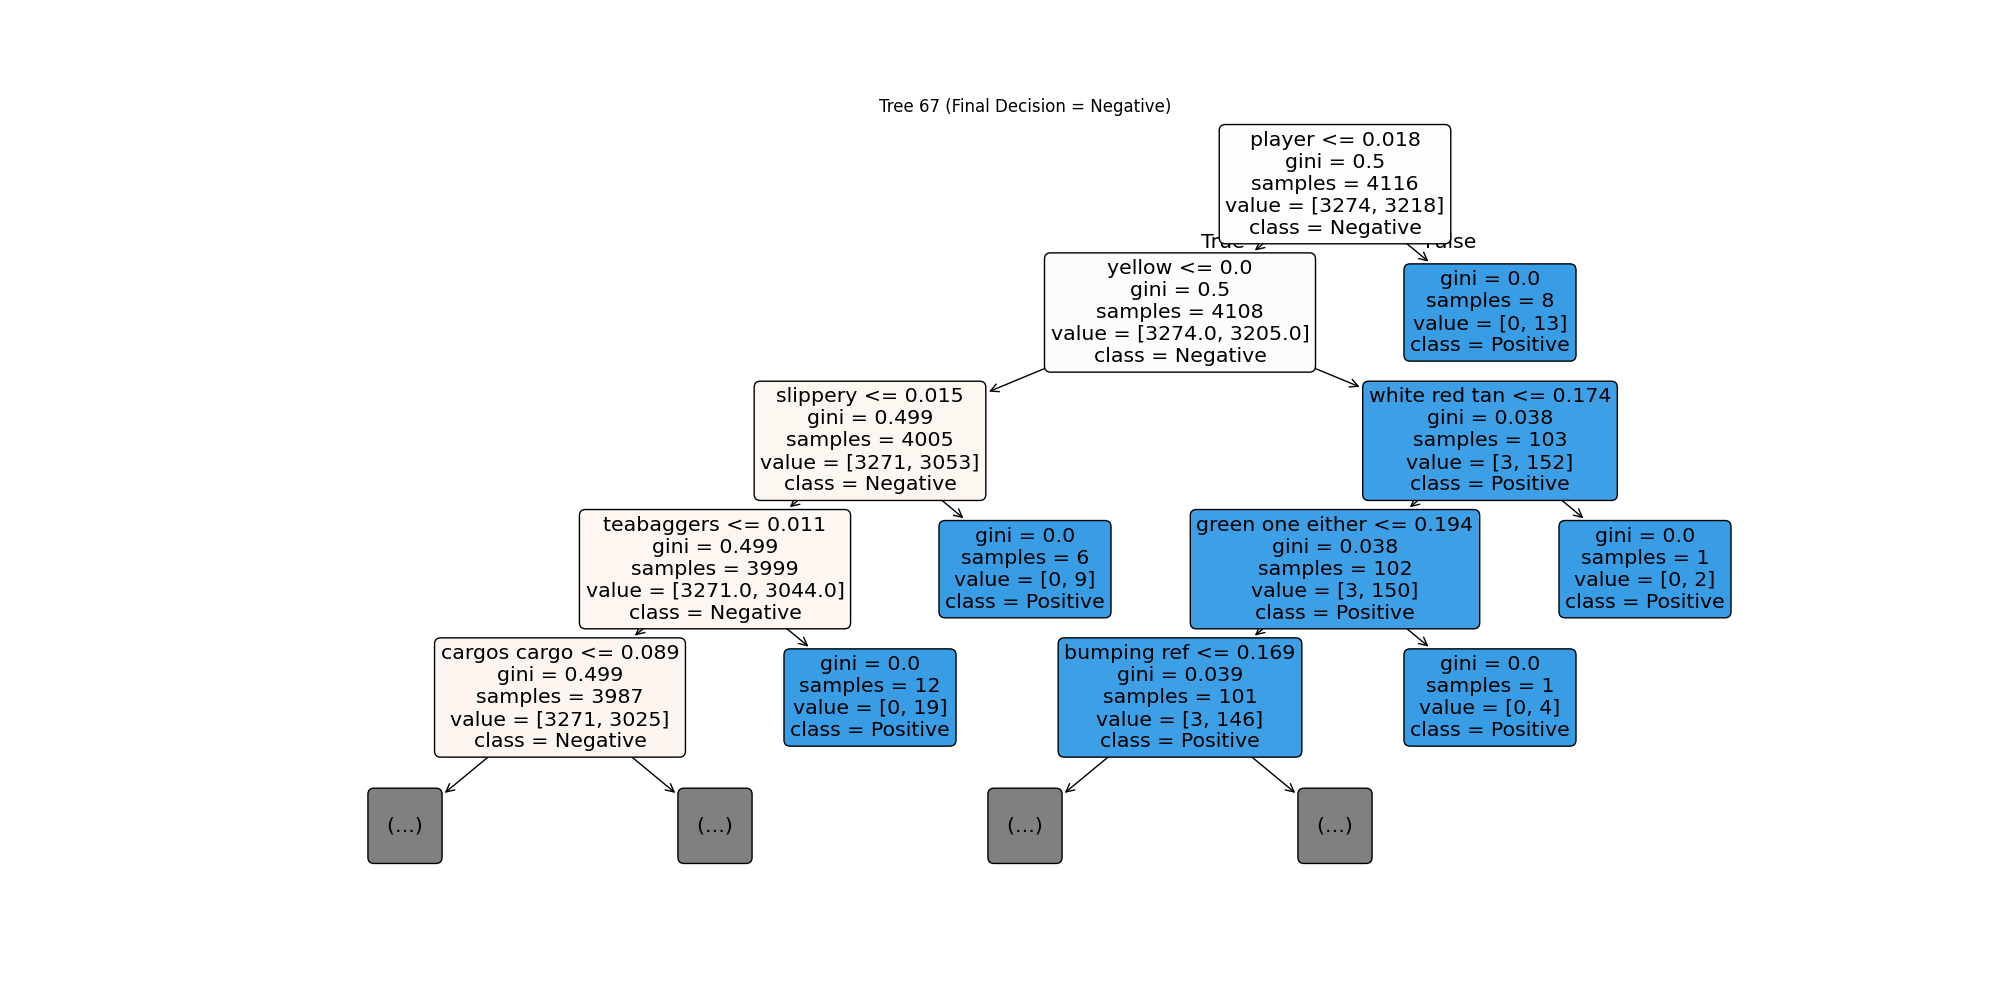 Tree 67 (Final Decision = Negative)
player <= 0.018
gini = 0.5
samples = 4116
value = [3274, 3218]
class = Negative
True
False
yellow <= 0.0
gini = 0.5
samples = 4108
value = [3274.0, 3205.0]
class = Negative
gini = 0.0
samples = 8
value = [0, 13]
class = Positive
slippery <= 0.015
gini = 0.499
samples = 4005
value = [3271, 3053]
class = Negative
white red tan <= 0.174
gini = 0.038
samples = 103
value = [3, 152]
class = Positive
teabaggers <= 0.011
gini = 0.499
samples = 3999
value = [3271.0, 3044.0]
class = Negative
gini = 0.0
samples = 6
value = [0, 9]
class = Positive
green one either <= 0.194
gini = 0.038
samples = 102
value = [3, 150]
class = Positive
gini = 0.0
samples = 1
value = [0, 2]
class = Positive
cargos cargo <= 0.089
gini = 0.499
samples = 3987
value = [3271, 3025]
class = Negative
gini = 0.0
samples = 12
value = [0, 19]
class = Positive
bumping ref <= 0.169
gini = 0.039
samples = 101
value = [3, 146]
class = Positive
gini = 0.0
samples = 1
value = [0, 4]
class = Positive
(...)
(...)
(...)
(...)